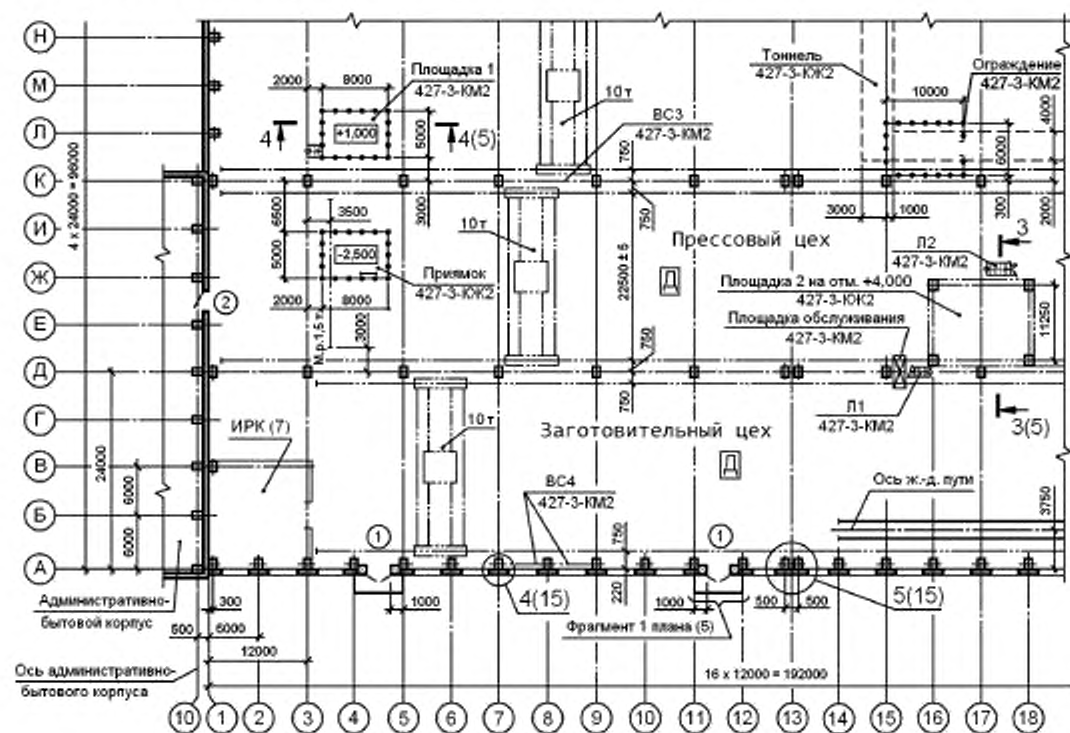 Н
М
Л
К
И
Ж
Е
Д
Г
В
Б
А
4 x 24000 = 96000
24000
6000
6000
2000
8000
Площадка 1
427-3-КМ2
4
+1,000
5000
4(5)
3000
10 т
ВС3
427-3-КМ2
750
750
Тоннель
427-3-КЖ2
Ограждение
427-3-КМ2
10000
4000
6000
300
2000
3000
1000
6500
3500
5000
-2,500
Приямок
427-3-КЖ2
2000
8000
3000
10т
22500 ± 5
Прессовый цех
Д
3
Л2
427-3-КМ2
Площадка 2 на отм. +4,000
427-3-КЖ2
Площадка обслуживания
427-3-КМ2
11250
2
750
750
Л1
427-3-КМ2
3(5)
ИРК (7)
10 т
Заготовительный цех
Д
ВС4
427-3-КМ2
Ось ж.-д. пути
3750
1
750
1
220
Административно-
бытовой корпус
300
1000
4(15)
1000
500
500
5(15)
500
6000
Фрагмент 1 плана (5)
12000
Ось административно-
бытового корпуса
16 x 12000 = 192000
10
1
2
3
4
5
6
7
8
9
10
11
12
13
14
15
16
17
18